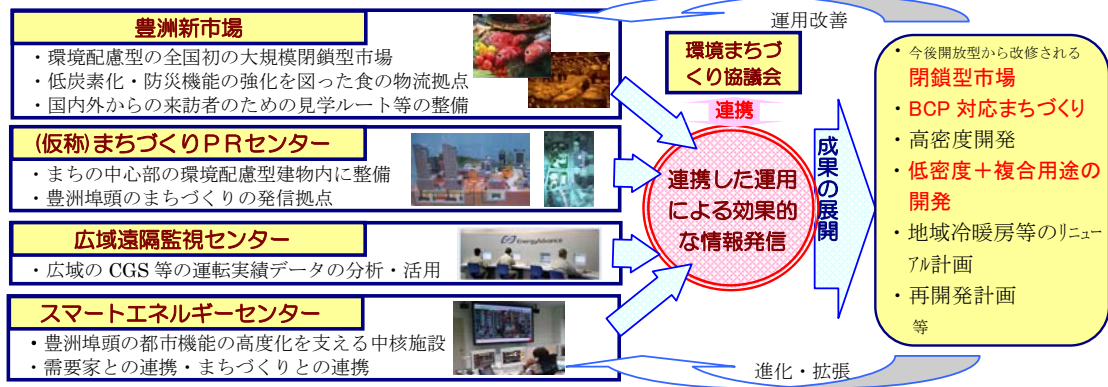 豊洲新市場
・環境配慮型の全国初の大規模閉鎖型市場
・低炭素化・防災機能の強化を図った食の物流拠点
・国内外からの来訪者のための見学ルート等の整備
(仮称)まちづくりPRセンター
・まちの中心部の環境配慮型建物内に整備
・豊洲埠頭のまちづくりの発信拠点
広域遠隔監視センター
・広域の CGS 等の運転実績データの分析・活用
EnergyAdvance
スマートエネルギーセンター
・豊洲埠頭の都市機能の高度化を支える中核施設
・需要家との連携・まちづくりとの連携
運用改善
環境まちづ
くり協議会
連携
連携した運用
による効果的
な情報発信
成果の展開
・今後開放型から改修される
閉鎖型市場
・BCP 対応まちづくり
・高密度開発
・低密度＋複合用途の
開発
・地域冷暖房等のリニュー
アル計画
・再開発計画
等
進化・拡張